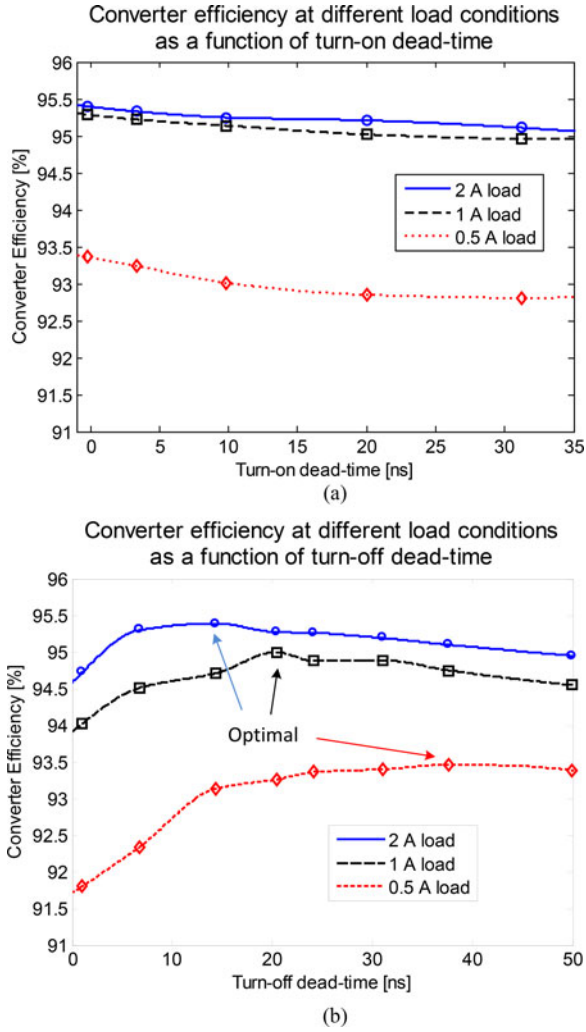 Converter efficiency at different load conditions
as a function of turn-on dead-time
96
95.5
95
94.5
94
93.5
93
92.5
92
91.5
91
Converter Efficiency [%]
2 A load
1 A load
0.5 A load
0 5 10 15 20 25 30 35
Turn-on dead-time [ns]
(a)
Converter efficiency at different load conditions
as a function of turn-off dead-time
96
95.5
95
94.5
94
93.5
93
92.5
92
91.5
91
Converter Efficiency [%]
Optimal
2 A load
1 A load
0.5 A load
0 10 20 30 40 50
Turn-off dead-time [ns]
(b)